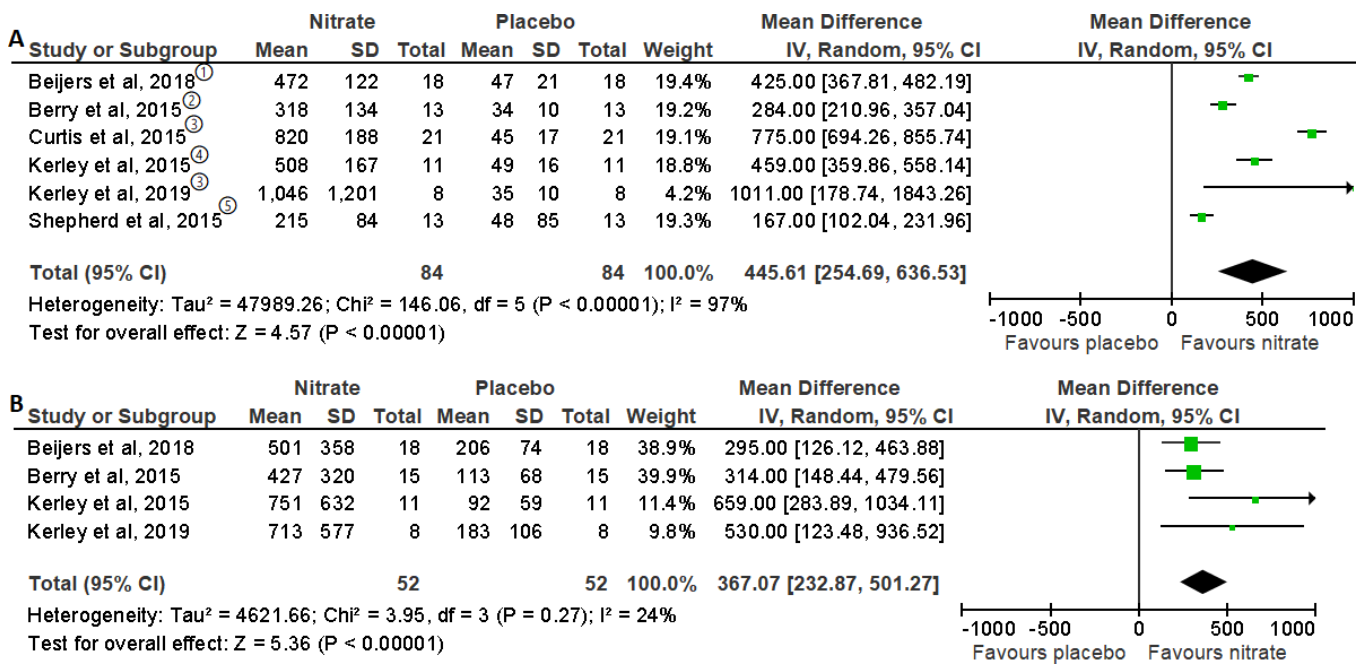 Nitrate Placebo Mean Difference Mean Difference
A Study or Subgroup Mean SD Total Mean SD Total Weight IV, Random, 95% CI IV, Random, 95% CI
Beijers et al, 2018① 472 122 18 47 21 18 19.4% 425.00 [367.81, 482.19]
Berry et al, 2015② 318 134 13 34 10 13 19.2% 284.00 [210.96, 357.04]
Curtis et al, 2015③ 820 188 21 45 17 21 19.1% 775.00 [694.26, 855.74]
Kerley et al, 2015④ 508 167 11 49 16 11 18.8% 459.00 [359.86, 558.14]
Kerley et al, 2019③ 1,046 1,201 8 35 10 8 4.2% 1011.00 [178.74, 1843.26]
Shepherd et al, 2015⑤ 215 84 13 48 85 13 19.3% 167.00 [102.04, 231.96]
Total (95% CI) 84 84 100.0% 445.61 [254.69, 636.53]
Heterogeneity: Tau² = 47989.26; Chi² = 146.06, df = 5 (P < 0.00001); I² = 97%
Test for overall effect: Z = 4.57 (P < 0.00001)
-1000 -500 0 500 1000
Favours placebo Favours nitrate
Nitrate Placebo Mean Difference Mean Difference
B Study or Subgroup Mean SD Total Mean SD Total Weight IV, Random, 95% CI IV, Random, 95% CI
Beijers et al, 2018 501 358 18 206 74 18 38.9% 295.00 [126.12, 463.88]
Berry et al, 2015 427 320 15 113 68 15 39.9% 314.00 [148.44, 479.56]
Kerley et al, 2015 751 632 11 92 59 11 11.4% 659.00 [283.89, 1034.11]
Kerley et al, 2019 713 577 8 183 106 8 9.8% 530.00 [123.48, 936.52]
Total (95% CI) 52 52 100.0% 367.07 [232.87, 501.27]
Heterogeneity: Tau² = 4621.66; Chi² = 3.95, df = 3 (P = 0.27); I² = 24%
Test for overall effect: Z = 5.36 (P < 0.00001)
-1000 -500 0 500 1000
Favours placebo Favours nitrate